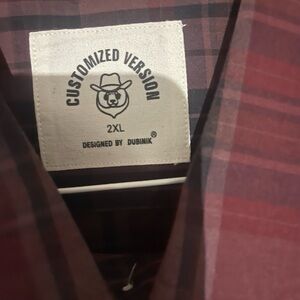 CUSTOMIZED VERSION
2XL
DESIGNED BY DUBINIK®